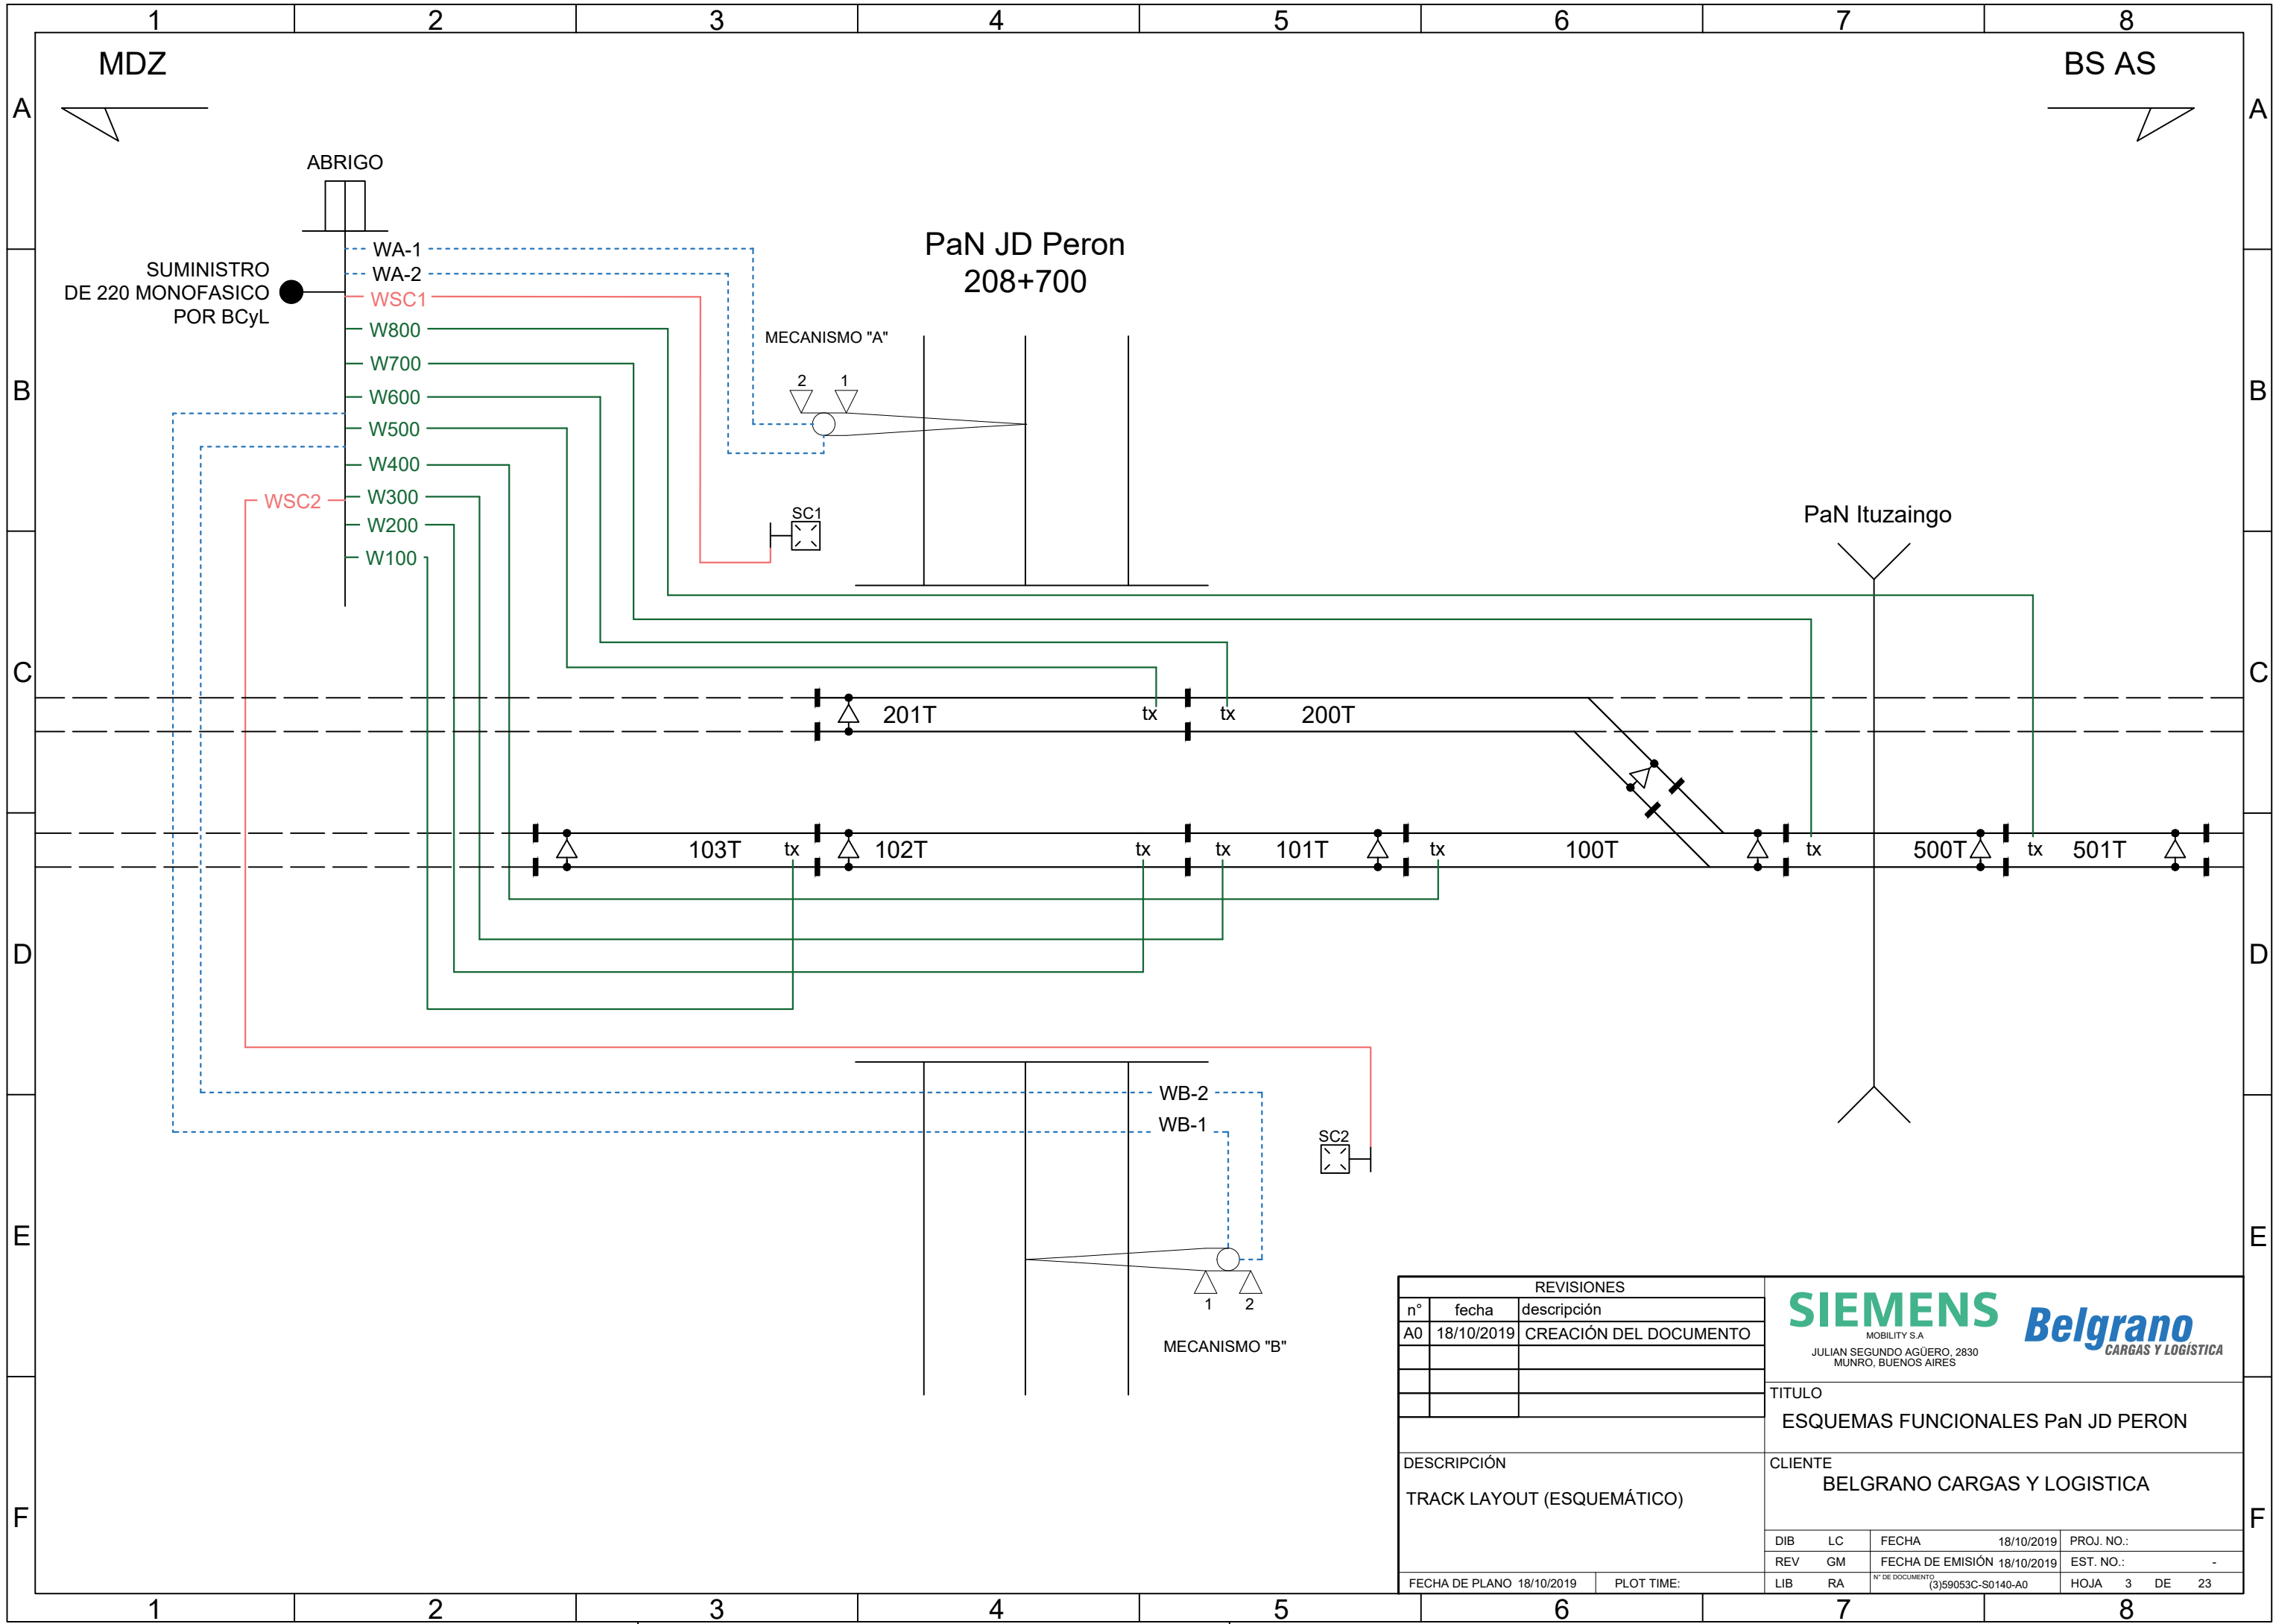 1 2 3 4 5 6 7 8
MDZ
BS AS
A
A
ABRIGO
SUMINISTRO
DE 220 MONOFASICO
POR BCyL
WA-1
WA-2
WSC1
W800
W700
W600
W500
W400
W300
W200
W100
WSC2
PaN JD Peron
208+700
MECANISMO "A"
2 1
B
B
SC1
PaN Ituzaingo
C
C
201T tx tx 200T
103T tx 102T tx tx 101T tx 100T tx 500T tx 501T
D
D
WB-2
WB-1
SC2
E
E
1 2
MECANISMO "B"
REVISIONES
n° fecha descripción
A0 18/10/2019 CREACIÓN DEL DOCUMENTO
SIEMENS
MOBILITY S.A
JULIAN SEGUNDO AGÜERO, 2830
MUNRO, BUENOS AIRES
Belgrano
CARGAS Y LOGÍSTICA
TITULO
ESQUEMAS FUNCIONALES PaN JD PERON
DESCRIPCIÓN
TRACK LAYOUT (ESQUEMÁTICO)
CLIENTE
BELGRANO CARGAS Y LOGISTICA
F
F
DIB LC FECHA 18/10/2019 PROJ. NO.:
REV GM FECHA DE EMISIÓN 18/10/2019 EST. NO.: -
FECHA DE PLANO 18/10/2019 PLOT TIME: LIB RA N° DE DOCUMENTO (3)59053C-S0140-A0 HOJA 3 DE 23
1 2 3 4 5 6 7 8